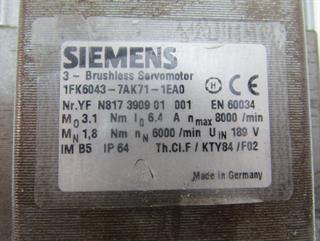 SIEMENS
3 - Brushless Servomotor
1FK6043-7AK71-1EA0
Nr.YF N817 3909 01 001 EN 60034
M0 3.1 Nm I0 6.4 A nmax 8000 /min
MN 1,8 Nm nN 6000 /min UIN 189 V
IM B5 IP 64 Th.Cl.F / KTY84 /F02
Made in Germany